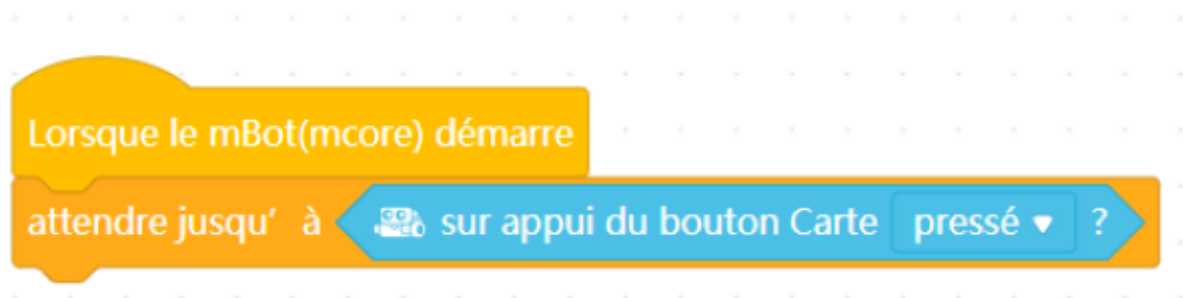 Lorsque le mBot(mcore) démarre
attendre jusqu’ à sur appui du bouton Carte pressé ?